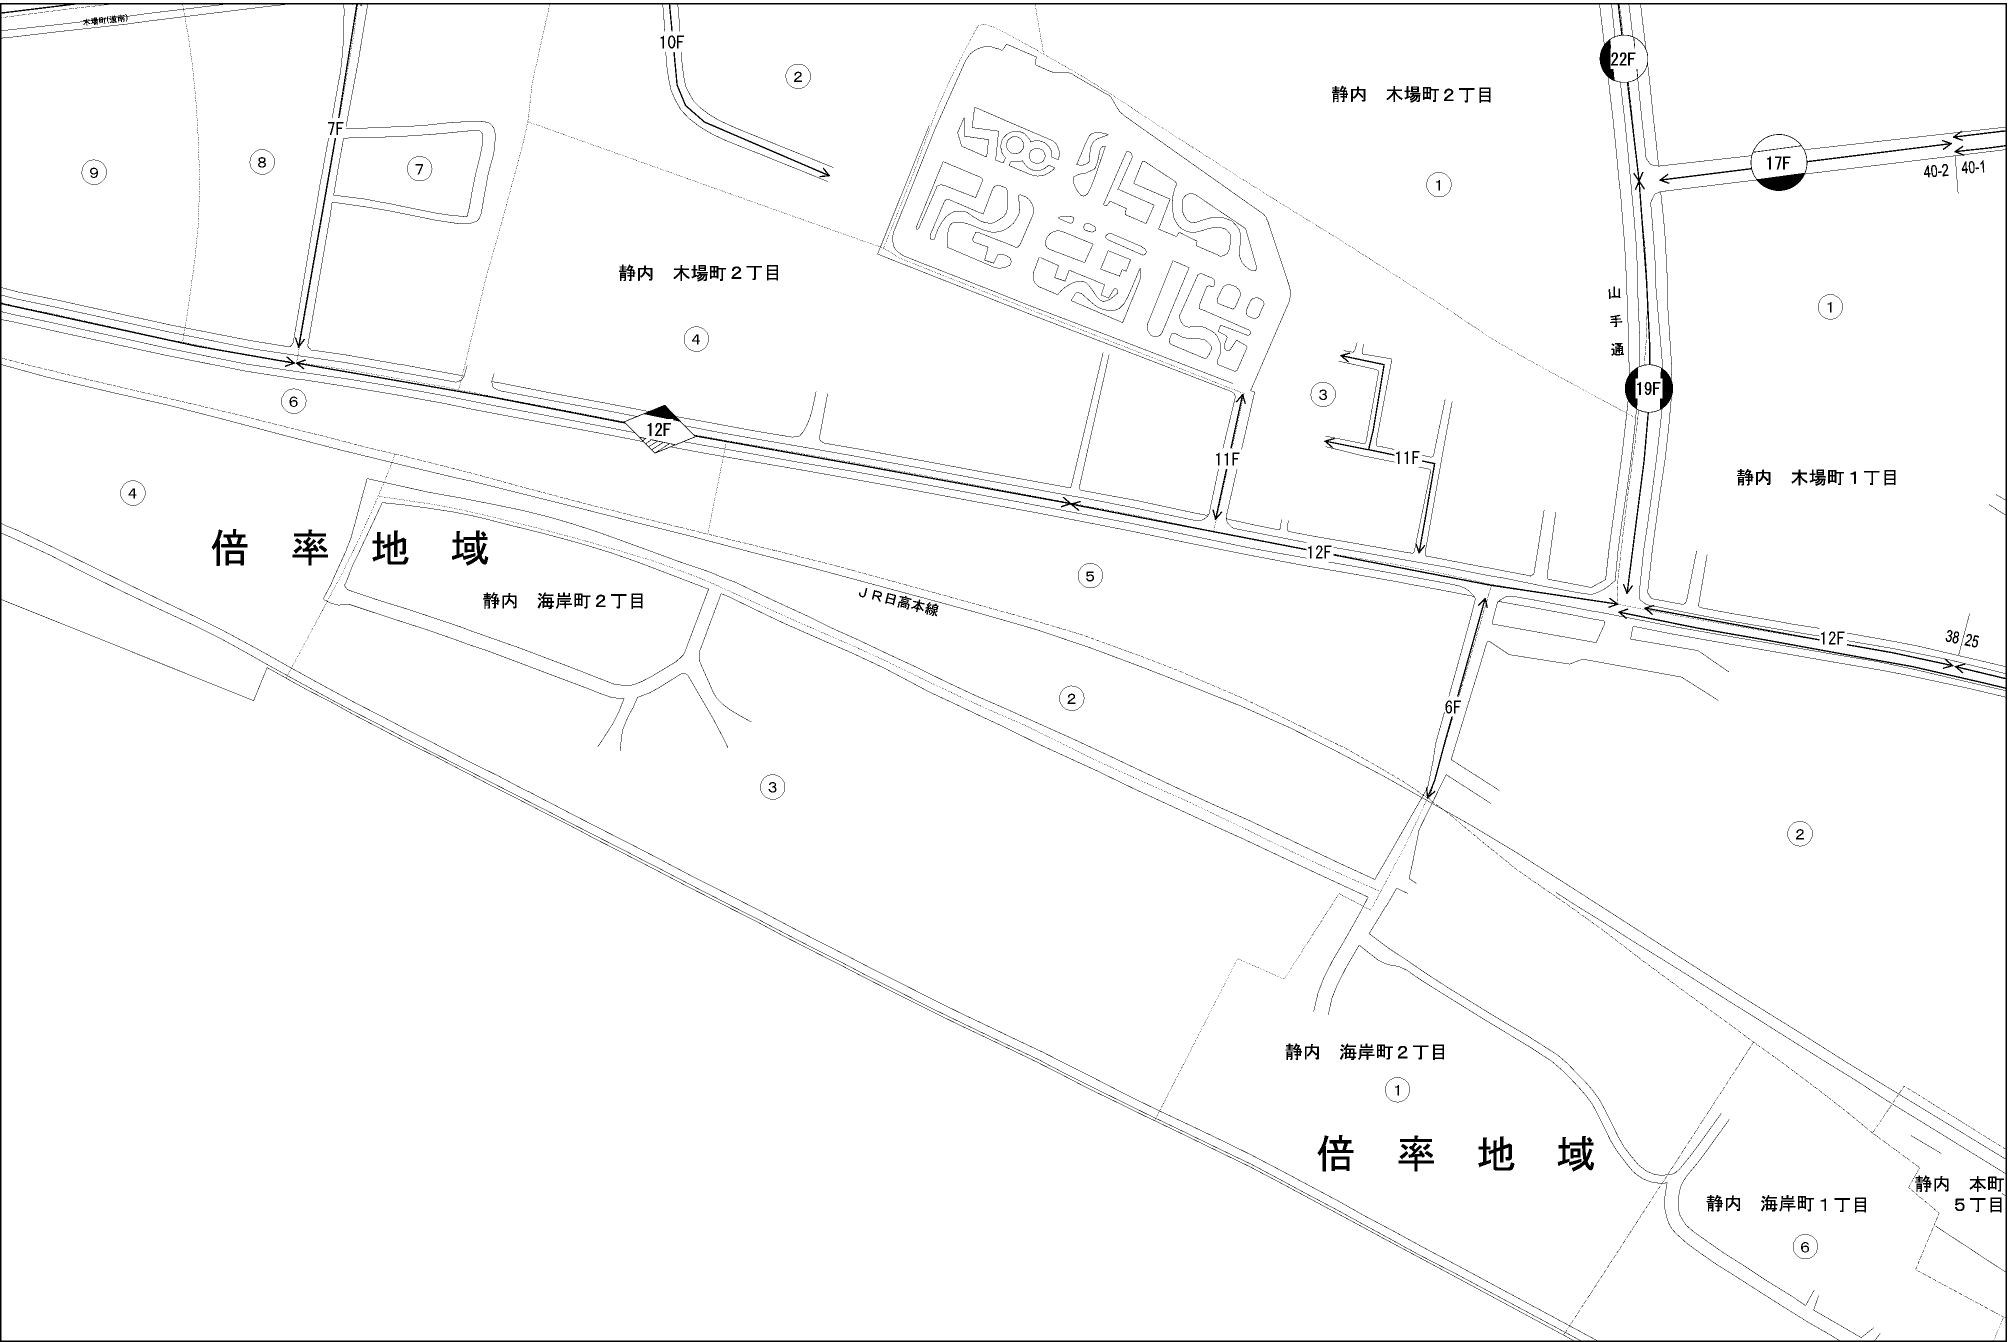 木場町(道南)
10F
22F
②
静内　木場町２丁目
7F
17F
⑨
⑧
⑦
①
40-2
40-1
静内　木場町２丁目
山手通
①
④
③
19F
⑥
12F
11F
11F
静内　木場町１丁目
④
倍率地域
12F
⑤
静内　海岸町２丁目
ＪＲ日高本線
12F
38
25
②
6F
③
②
静内　海岸町２丁目
①
倍率地域
静内　本町
５丁目
静内　海岸町１丁目
⑥